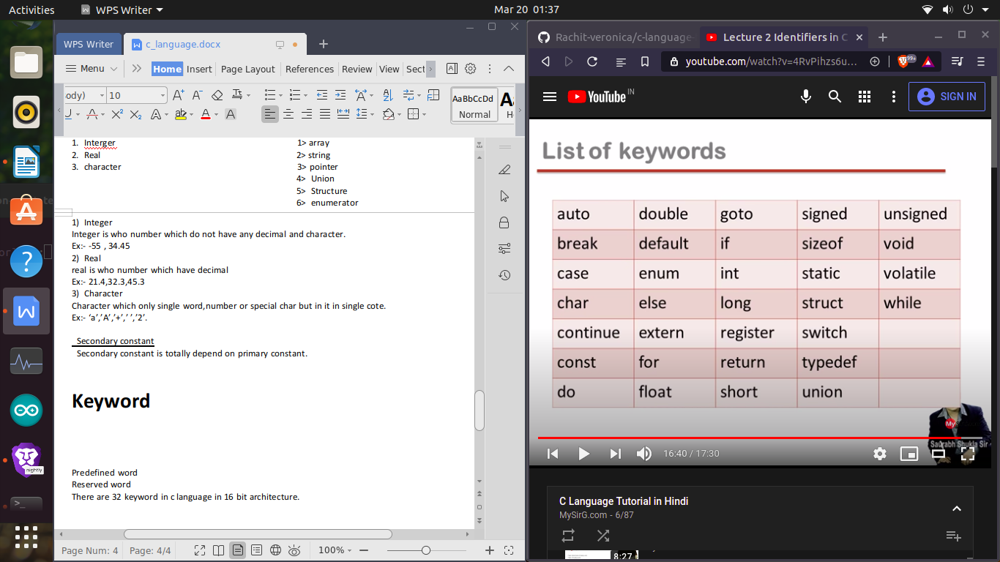 Activities
WPS Writer
Mar 20 01:37
WPS Writer
c_language.docx
Menu
Home Insert Page Layout References Review View Sect
ody)
10
AaBbCcDd
Normal
1. Interger
2. Real
3. character
1> array
2> string
3> pointer
4> Union
5> Structure
6> enumerator
1) Integer
Integer is who number which do not have any decimal and character.
Ex:- -55 , 34.45
2) Real
real is who number which have decimal
Ex:- 21.4,32.3,45.3
3) Character
Character which only single word,number or special char but in it in single cote.
Ex:- ‘a’,’A’,’+’,’ ’,’2’.
Secondary constant
Secondary constant is totally depend on primary constant.
Keyword
Predefined word
Reserved word
There are 32 keyword in c language in 16 bit architecture.
Page Num: 4 Page: 4/4
100%
nightly
Rachit-veronica/c-language-
Lecture 2 Identifiers in C
youtube.com/watch?v=4RvPihzs6u...
99+
YouTube IN
SIGN IN
List of keywords
auto double goto signed unsigned
break default if sizeof void
case enum int static volatile
char else long struct while
continue extern register switch
const for return typedef
do float short union
MySirG
Saurabh Shukla Sir
16:40 / 17:30
C Language Tutorial in Hindi
MySirG.com - 6/87
8:27